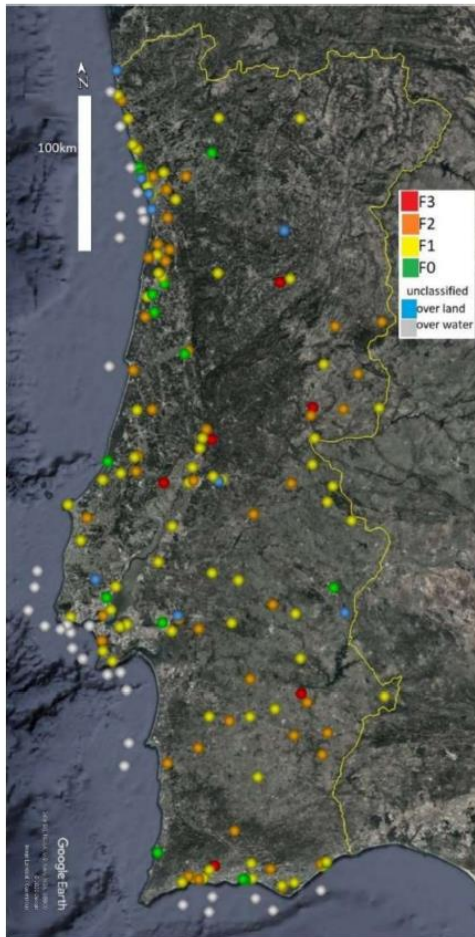 N
100km
F3
F2
F1
F0
unclassified
over land
over water
Google Earth